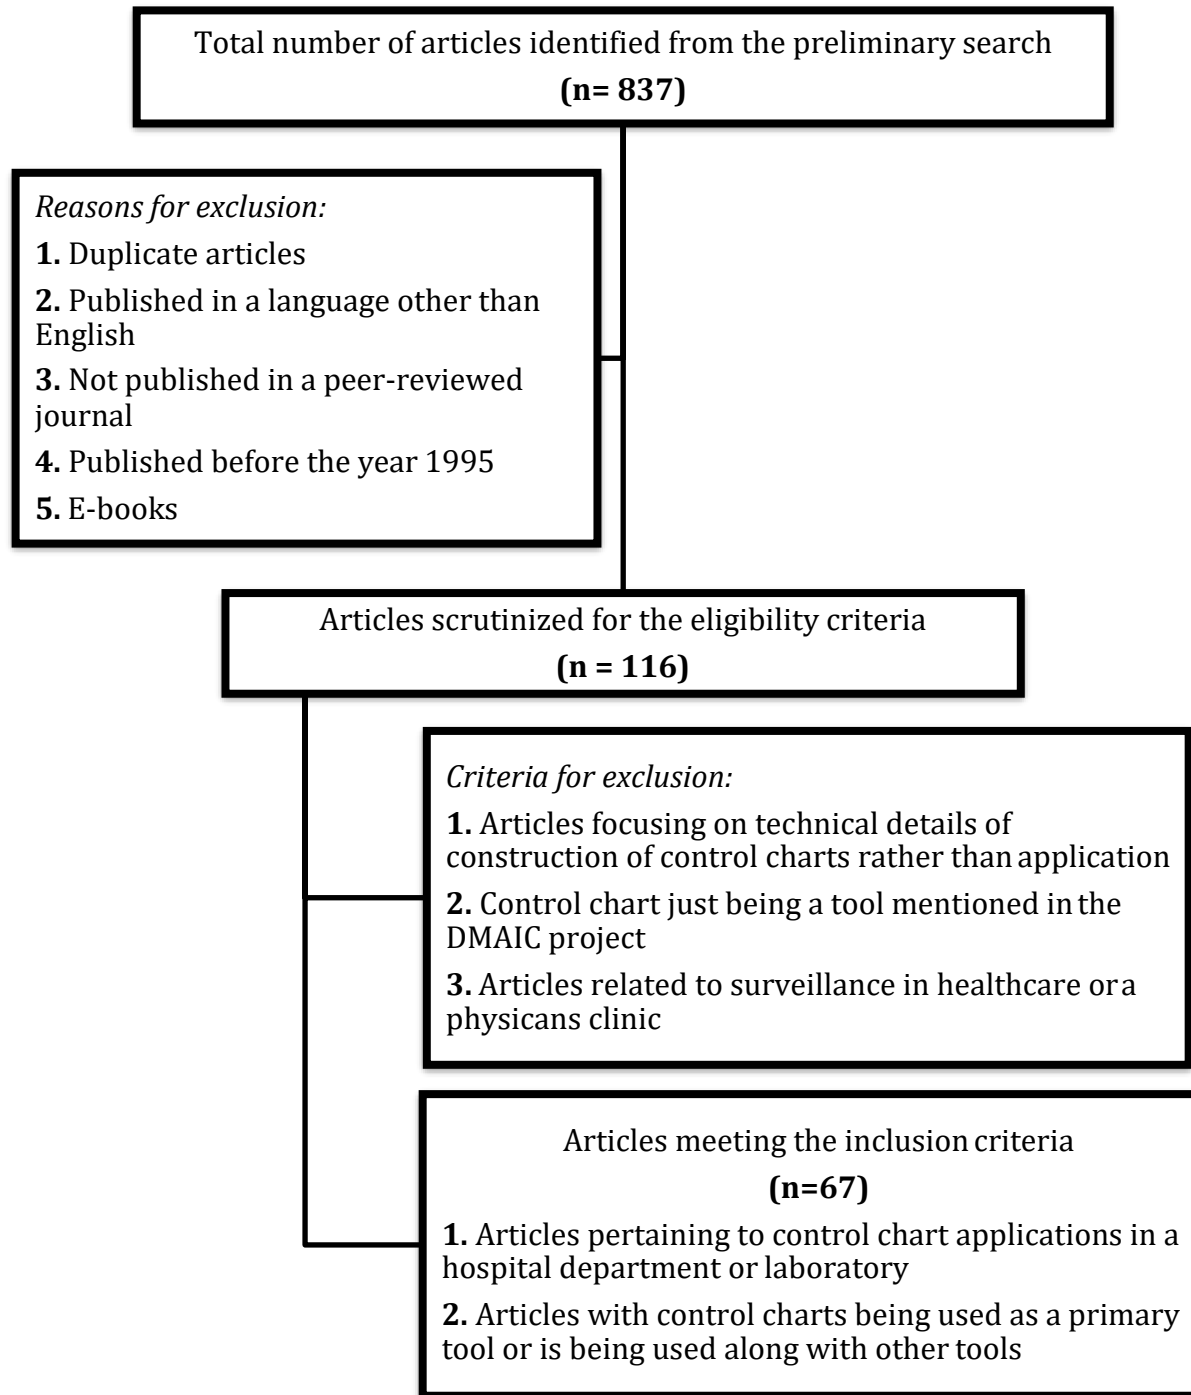 Total number of articles identified from the preliminary search
(n= 837)
Reasons for exclusion:
1. Duplicate articles
2. Published in a language other than
English
3. Not published in a peer-reviewed
journal
4. Published before the year 1995
5. E-books
Articles scrutinized for the eligibility criteria
(n = 116)
Criteria for exclusion:
1. Articles focusing on technical details of
construction of control charts rather than application
2. Control chart just being a tool mentioned in the
DMAIC project
3. Articles related to surveillance in healthcare or a
physicans clinic
Articles meeting the inclusion criteria
(n=67)
1. Articles pertaining to control chart applications in a
hospital department or laboratory
2. Articles with control charts being used as a primary
tool or is being used along with other tools